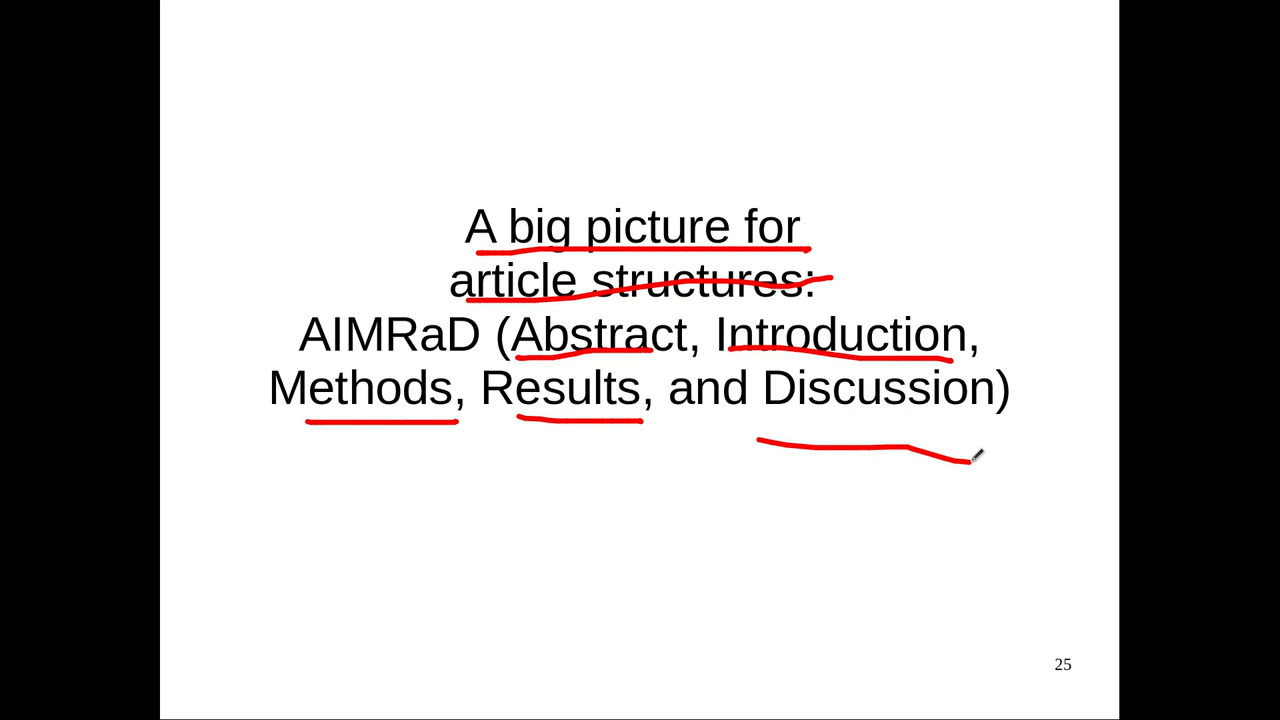 A big picture for
article structures:
AIMRaD (Abstract, Introduction,
Methods, Results, and Discussion)
25